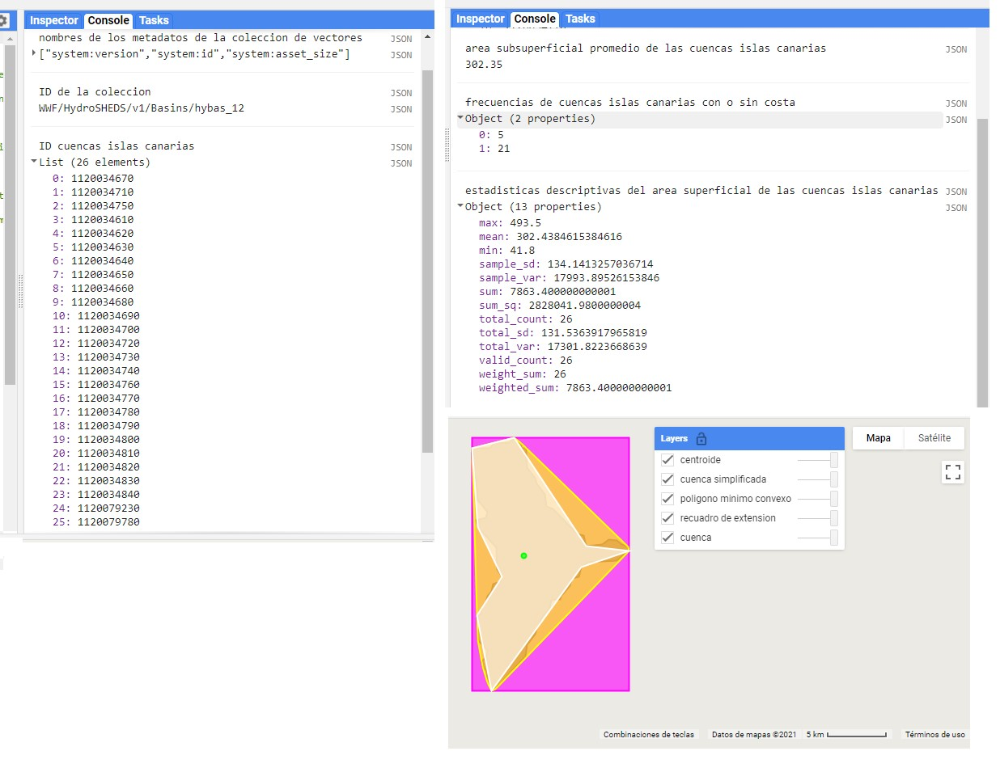 Inspector Console Tasks
nombres de los metadatos de la coleccion de vectores JSON
["system:version","system:id","system:asset_size"] JSON
ID de la coleccion JSON
WWF/HydroSHEDS/v1/Basins/hybas_12 JSON
ID cuencas islas canarias JSON
List (26 elements) JSON
0: 1120034670
1: 1120034710
2: 1120034750
3: 1120034610
4: 1120034620
5: 1120034630
6: 1120034640
7: 1120034650
8: 1120034660
9: 1120034680
10: 1120034690
11: 1120034700
12: 1120034720
13: 1120034730
14: 1120034740
15: 1120034760
16: 1120034770
17: 1120034780
18: 1120034790
19: 1120034800
20: 1120034810
21: 1120034820
22: 1120034830
23: 1120034840
24: 1120079230
25: 1120079780
Inspector Console Tasks
area subsuperficial promedio de las cuencas islas canarias JSON
302.35
frecuencias de cuencas islas canarias con o sin costa JSON
Object (2 properties) JSON
0: 5
1: 21
estadisticas descriptivas del area superficial de las cuencas islas canarias JSON
Object (13 properties) JSON
max: 493.5
mean: 302.4384615384616
min: 41.8
sample_sd: 134.1413257036714
sample_var: 17993.89526153846
sum: 7863.400000000001
sum_sq: 2828041.9800000004
total_count: 26
total_sd: 131.5363917965819
total_var: 17301.8223668639
valid_count: 26
weight_sum: 26
weighted_sum: 7863.400000000001
Layers
centroide
cuenca simplificada
poligono minimo convexo
recuadro de extension
cuenca
Mapa Satélite
Combinaciones de teclas Datos de mapas ©2021 5 km Términos de uso